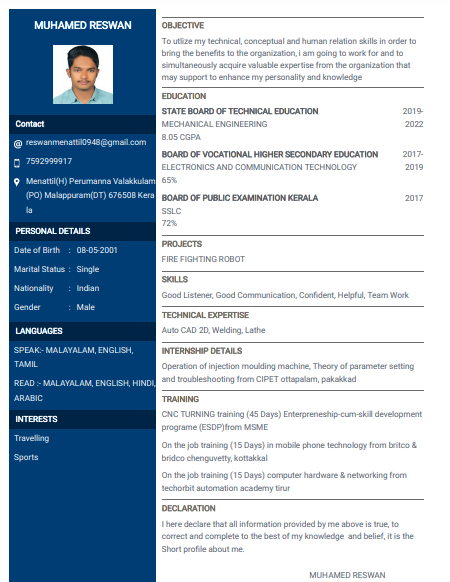 MUHAMED RESWAN
Contact
reswanmenattil0948@gmail.com
7592999917
Menattil(H) Perumanna Valakkulam
(PO) Malappuram(DT) 676508 Kera
la
PERSONAL DETAILS
Date of Birth : 08-05-2001
Marital Status : Single
Nationality : Indian
Gender : Male
LANGUAGES
SPEAK:- MALAYALAM, ENGLISH,
TAMIL
READ :- MALAYALAM, ENGLISH, HINDI,
ARABIC
INTERESTS
Travelling
Sports
OBJECTIVE
To utlize my technical, conceptual and human relation skills in order to
bring the benefits to the organization, i am going to work for and to
simultaneously acquire valuable expertise from the organization that
may support to enhance my personality and knowledge
EDUCATION
STATE BOARD OF TECHNICAL EDUCATION 2019-
MECHANICAL ENGINEERING 2022
8.05 CGPA
BOARD OF VOCATIONAL HIGHER SECONDARY EDUCATION 2017-
ELECTRONICS AND COMMUNICATION TECHNOLOGY 2019
65%
BOARD OF PUBLIC EXAMINATION KERALA 2017
SSLC
72%
PROJECTS
FIRE FIGHTING ROBOT
SKILLS
Good Listener, Good Communication, Confident, Helpful, Team Work
TECHNICAL EXPERTISE
Auto CAD 2D, Welding, Lathe
INTERNSHIP DETAILS
Operation of injection moulding machine, Theory of parameter setting
and troubleshooting from CIPET ottapalam, pakakkad
TRAINING
CNC TURNING training (45 Days) Enterpreneship-cum-skill development
programe (ESDP)from MSME
On the job training (15 Days) in mobile phone technology from britco &
bridco chenguvetty, kottakkal
On the job training (15 Days) computer hardware & networking from
techorbit automation academy tirur
DECLARATION
I here declare that all information provided by me above is true, to
correct and complete to the best of my knowledge and belief, it is the
Short profile about me.
MUHAMED RESWAN